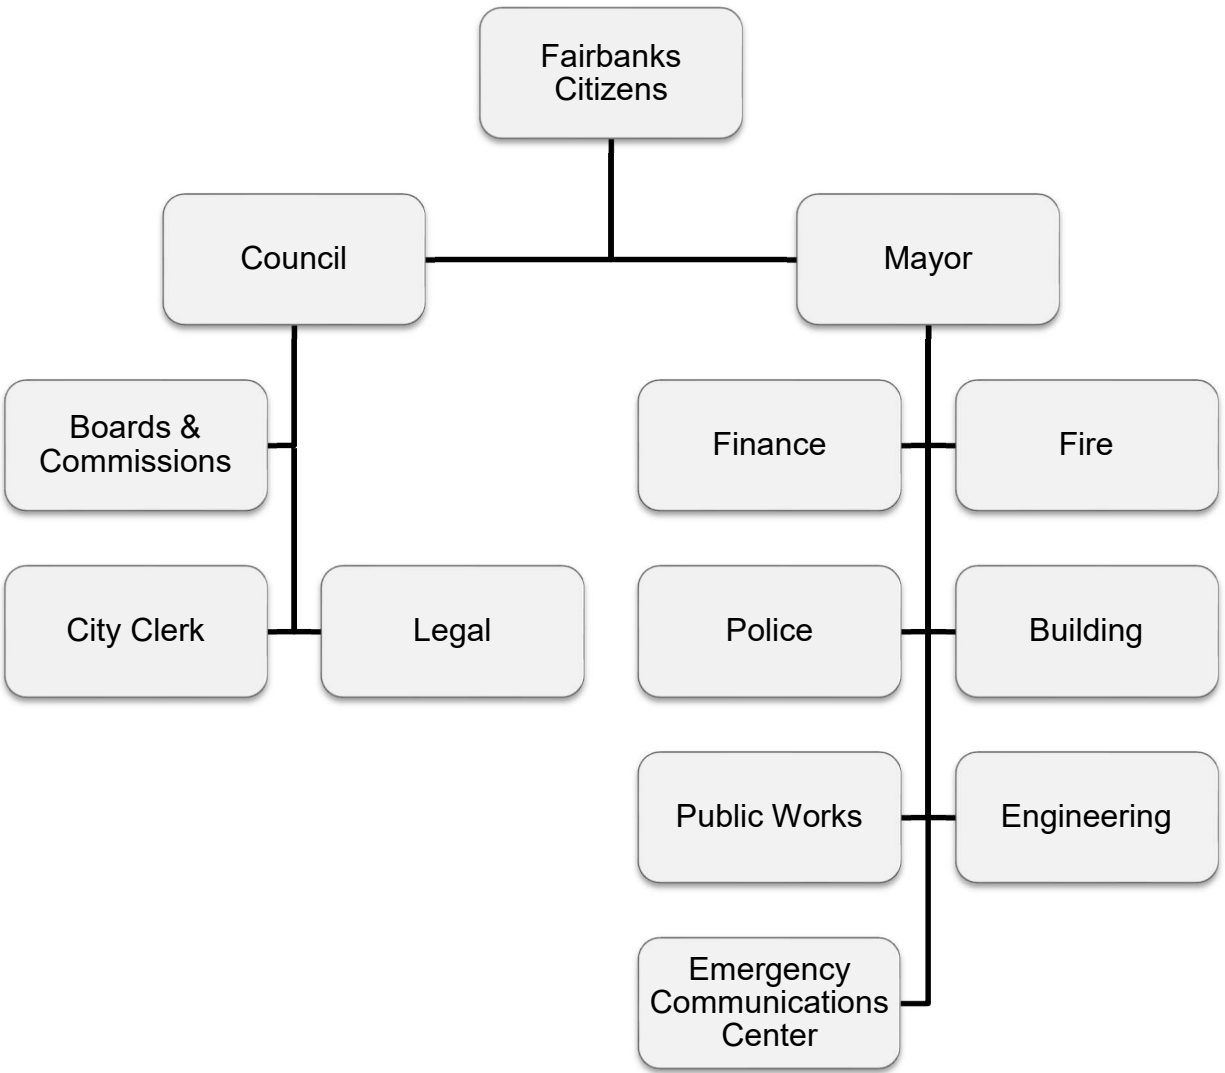 Fairbanks
Citizens
Council
Mayor
Boards &
Commissions
Finance
Fire
City Clerk
Legal
Police
Building
Public Works
Engineering
Emergency
Communications
Center